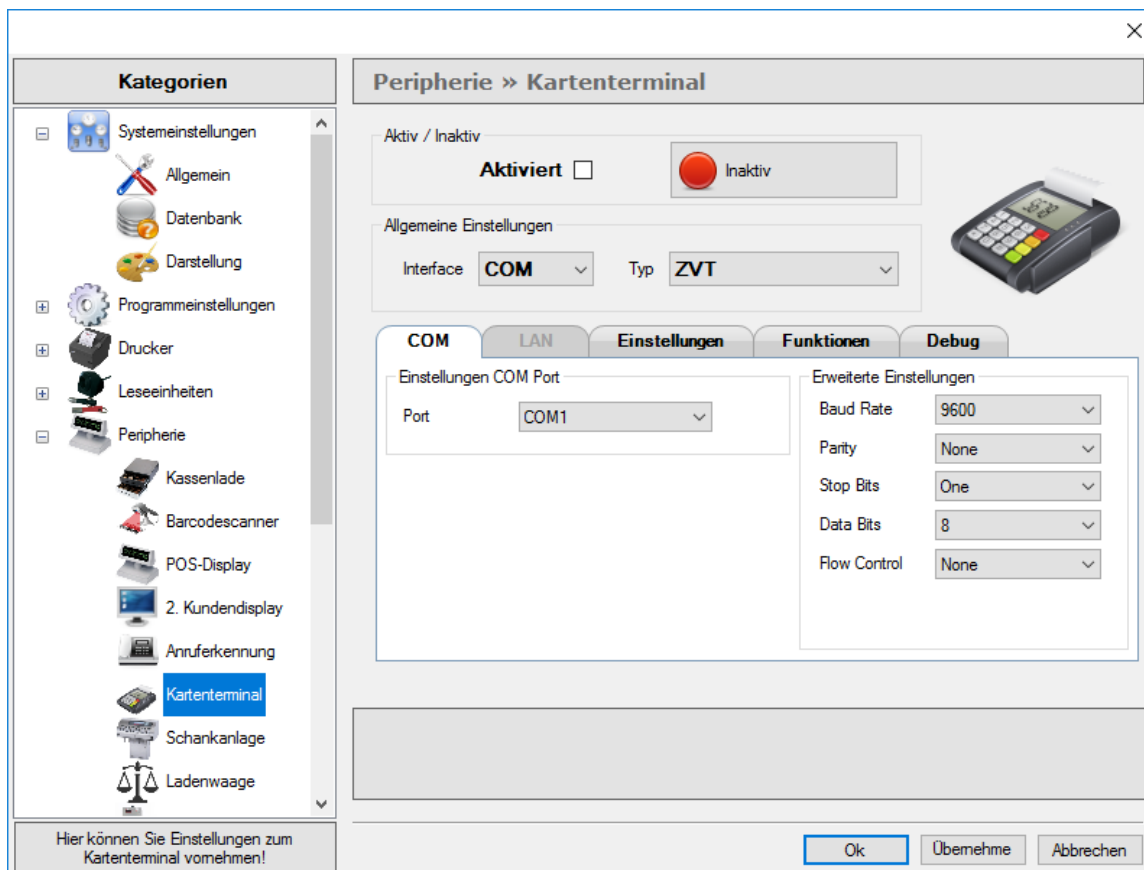 Kategorien
Systemeinstellungen
Allgemein
Datenbank
Darstellung
Programmeinstellungen
Drucker
Leseeinheiten
Peripherie
Kassenlade
Barcodescanner
POS-Display
2. Kundendisplay
Anruferkennung
Kartenterminal
Schankanlage
Ladenwaage
Hier können Sie Einstellungen zum
Kartenterminal vornehmen!
Peripherie » Kartenterminal
Aktiv / Inaktiv
Aktiviert
Inaktiv
Allgemeine Einstellungen
Interface COM Typ ZVT
COM LAN Einstellungen Funktionen Debug
Einstellungen COM Port
Port COM1
Erweiterte Einstellungen
Baud Rate 9600
Parity None
Stop Bits One
Data Bits 8
Flow Control None
Ok Übernehme Abbrechen